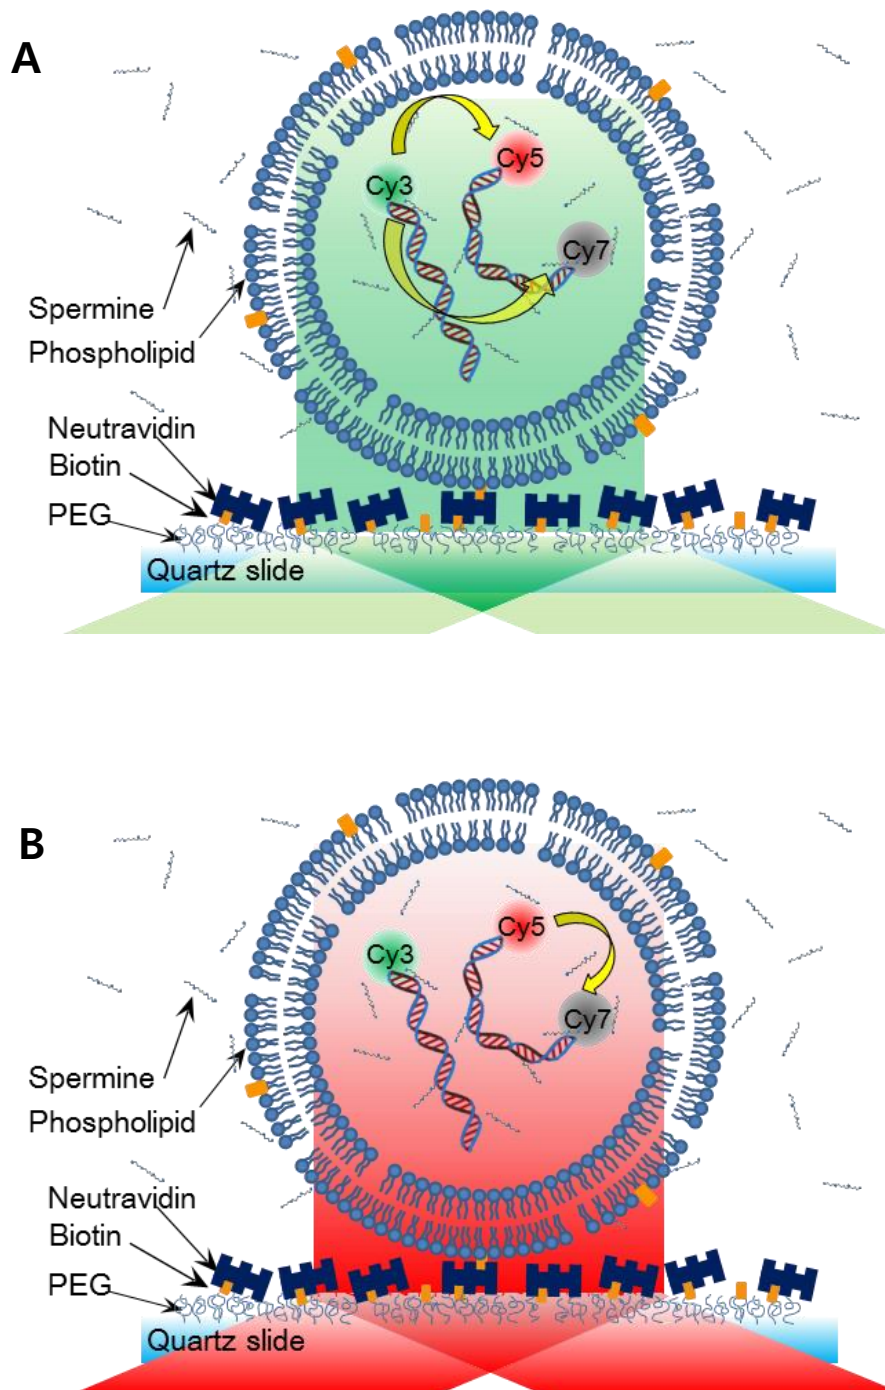 A
Cy5
Cy3
Cy7
Spermine
Phospholipid
Neutravidin
Biotin
PEG
Quartz slide
B
Cy5
Cy3
Cy7
Spermine
Phospholipid
Neutravidin
Biotin
PEG
Quartz slide